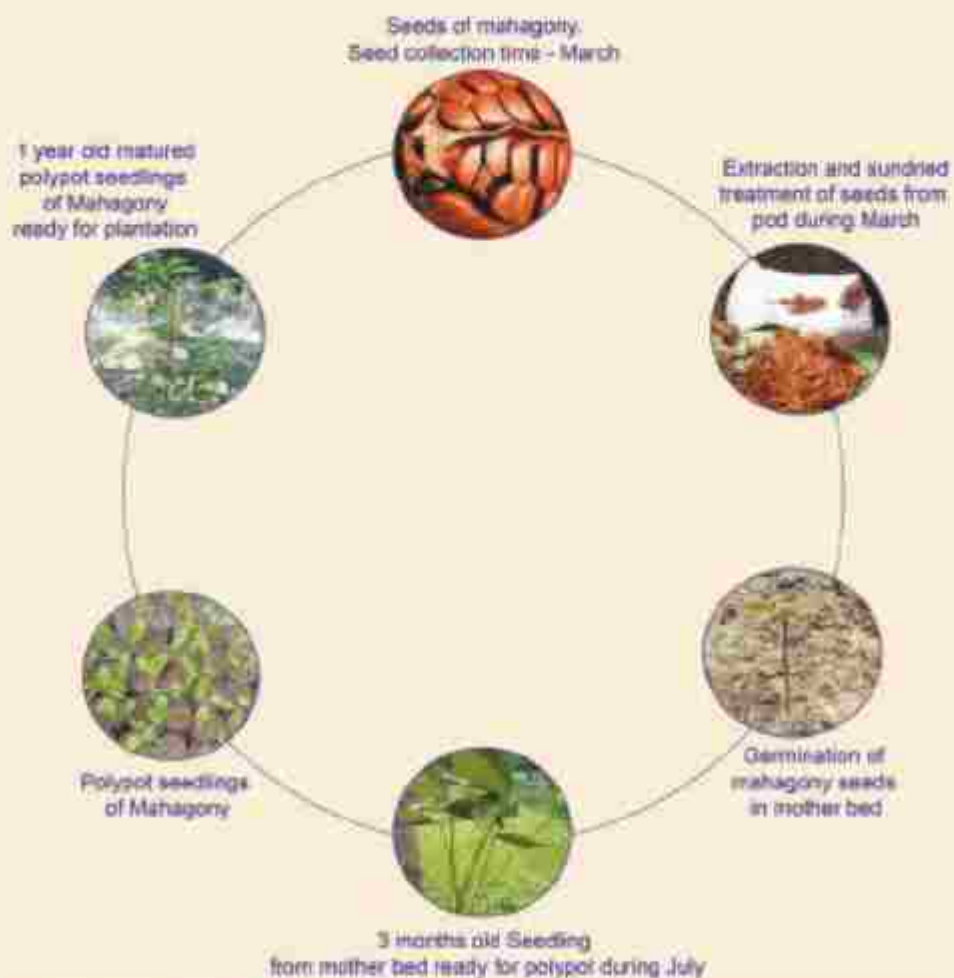 Seeds of mahagony.
Seed collection time - March
Extraction and sundried
treatment of seeds from
pod during March
Germination of
mahagony seeds
in mother bed
3 months old Seedling
from mother bed ready for polypot during July
Polypot seedlings
of Mahagony
1 year old matured
polypot seedlings
of Mahagony
ready for plantation